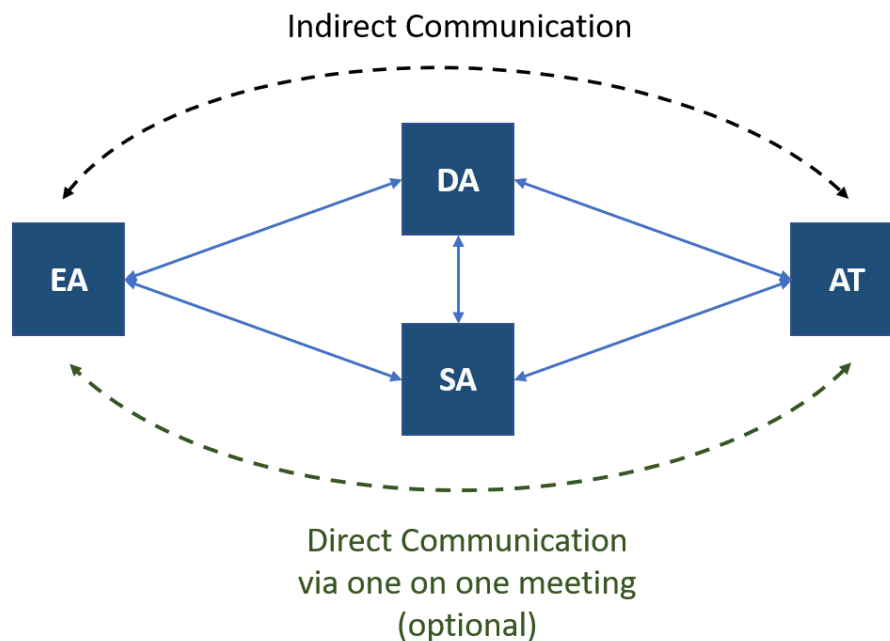 Indirect Communication
DA
EA
AT
SA
Direct Communication
via one on one meeting
(optional)